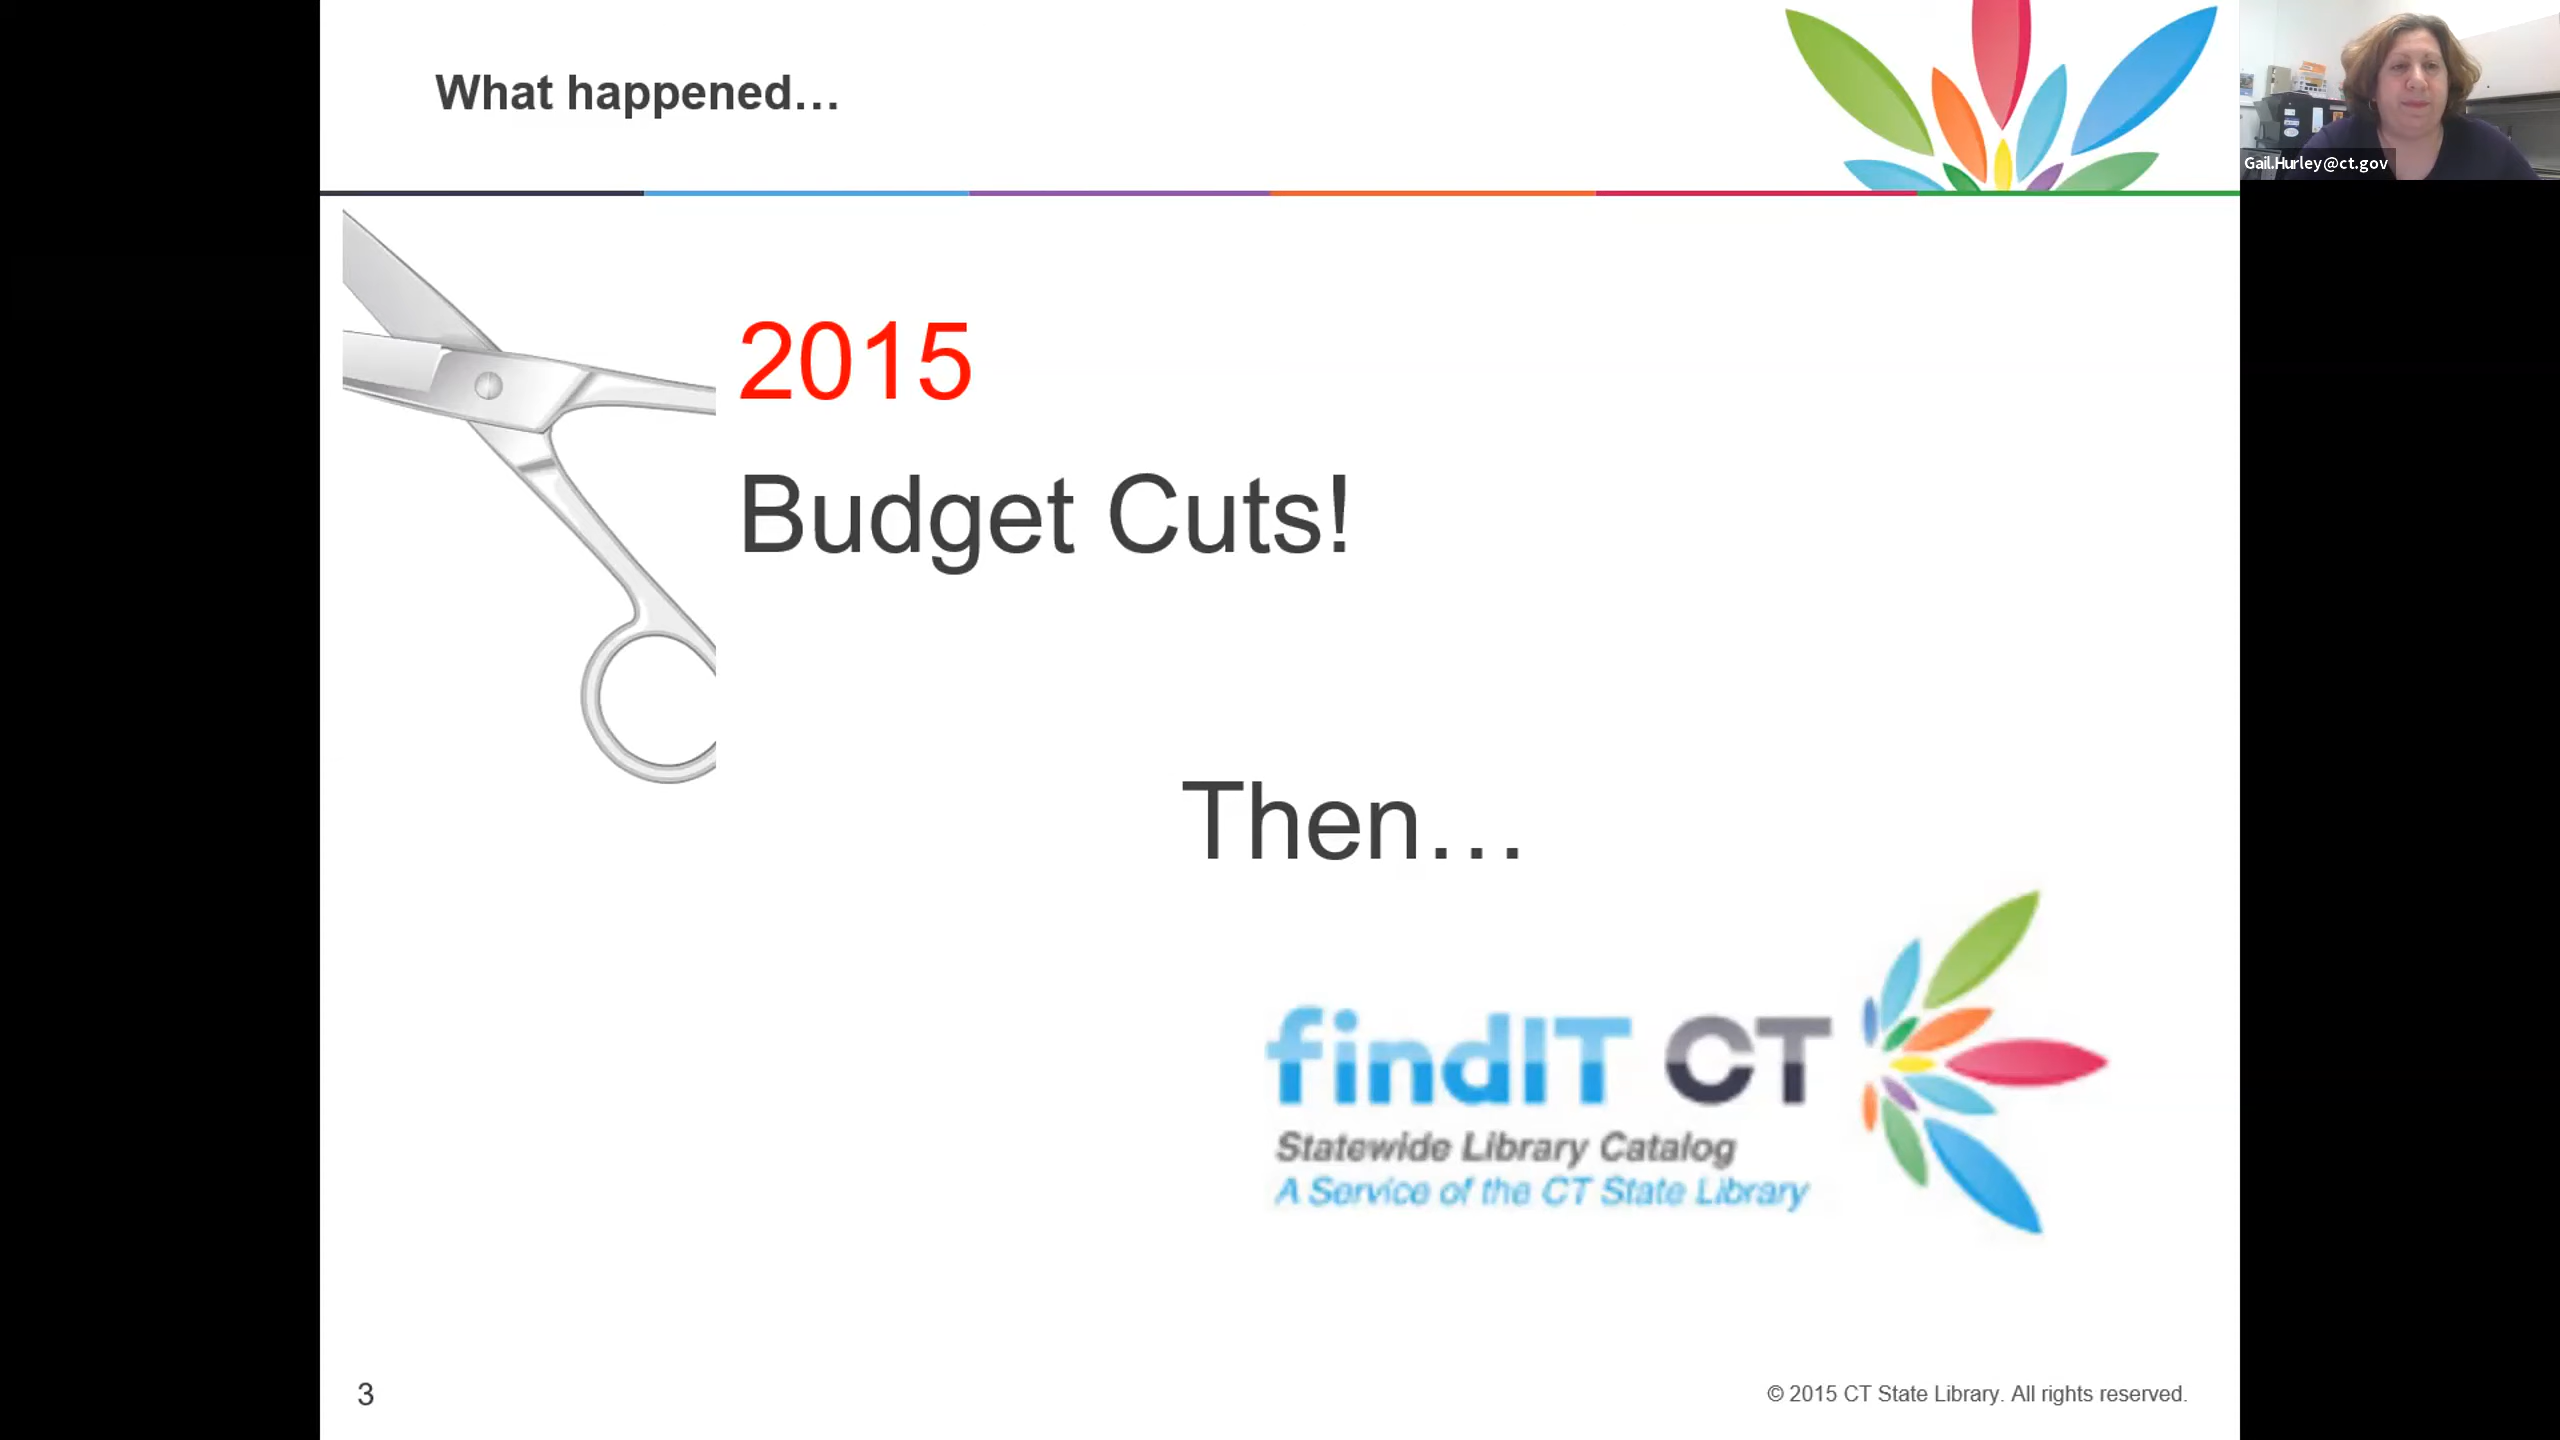 What happened…
Gail.Hurley@ct.gov
2015
Budget Cuts!
Then…
findIT CT
Statewide Library Catalog
A Service of the CT State Library
3
© 2015 CT State Library. All rights reserved.